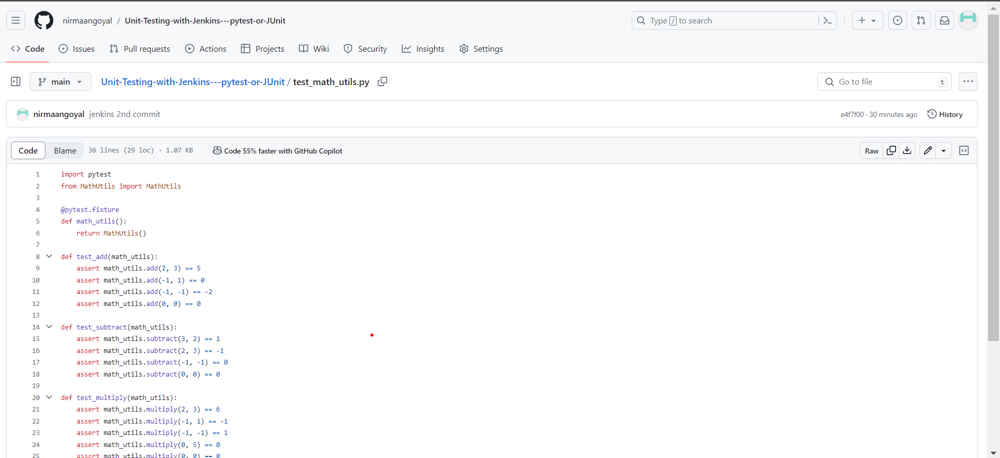 nirmaangoyal / Unit-Testing-with-Jenkins---pytest-or-JUnit
Type / to search
Code Issues Pull requests Actions Projects Wiki Security Insights Settings
main Unit-Testing-with-Jenkins---pytest-or-JUnit / test_math_utils.py
Go to file t
nirmaangoyal jenkins 2nd commit e4f7f00 · 30 minutes ago History
Code Blame 36 lines (29 loc) · 1.07 KB Code 55% faster with GitHub Copilot Raw
1 import pytest
2 from MathUtils import MathUtils
3
4 @pytest.fixture
5 def math_utils():
6     return MathUtils()
7
8 def test_add(math_utils):
9     assert math_utils.add(2, 3) == 5
10     assert math_utils.add(-1, 1) == 0
11     assert math_utils.add(-1, -1) == -2
12     assert math_utils.add(0, 0) == 0
13
14 def test_subtract(math_utils):
15     assert math_utils.subtract(3, 2) == 1
16     assert math_utils.subtract(2, 3) == -1
17     assert math_utils.subtract(-1, -1) == 0
18     assert math_utils.subtract(0, 0) == 0
19
20 def test_multiply(math_utils):
21     assert math_utils.multiply(2, 3) == 6
22     assert math_utils.multiply(-1, 1) == -1
23     assert math_utils.multiply(-1, -1) == 1
24     assert math_utils.multiply(0, 5) == 0
25     assert math_utils.multiply(0, 0) == 0